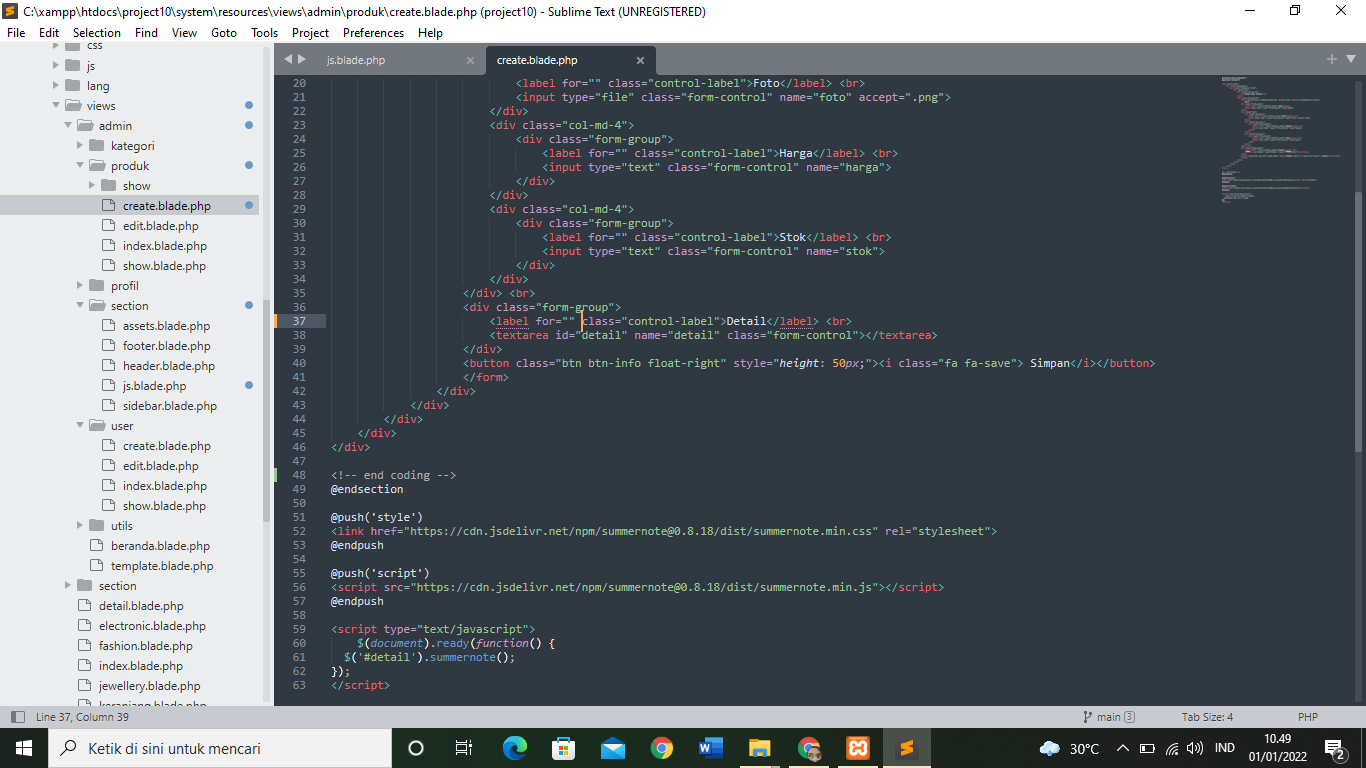 C:\xampp\htdocs\project10\system\resources\views\admin\produk\create.blade.php (project10) - Sublime Text (UNREGISTERED)
File Edit Selection Find View Goto Tools Project Preferences Help
css
js
lang
views
admin
kategori
produk
show
create.blade.php
edit.blade.php
index.blade.php
show.blade.php
profil
section
assets.blade.php
footer.blade.php
header.blade.php
js.blade.php
sidebar.blade.php
user
create.blade.php
edit.blade.php
index.blade.php
show.blade.php
utils
beranda.blade.php
template.blade.php
section
detail.blade.php
electronic.blade.php
fashion.blade.php
index.blade.php
jewellery.blade.php
keranjang.blade.php
js.blade.php × create.blade.php ×
20 <label for="" class="control-label">Foto</label> <br>
21 <input type="file" class="form-control" name="foto" accept=".png">
22 </div>
23 <div class="col-md-4">
24 <div class="form-group">
25 <label for="" class="control-label">Harga</label> <br>
26 <input type="text" class="form-control" name="harga">
27 </div>
28 </div>
29 <div class="col-md-4">
30 <div class="form-group">
31 <label for="" class="control-label">Stok</label> <br>
32 <input type="text" class="form-control" name="stok">
33 </div>
34 </div>
35 </div> <br>
36 <div class="form-group">
37 <label for="" class="control-label">Detail</label> <br>
38 <textarea id="detail" name="detail" class="form-control"></textarea>
39 </div>
40 <button class="btn btn-info float-right" style="height: 50px;"><i class="fa fa-save"> Simpan</i></button>
41 </form>
42 </div>
43 </div>
44 </div>
45 </div>
46 </div>
47
48 <!-- end coding -->
49 @endsection
50
51 @push('style')
52 <link href="https://cdn.jsdelivr.net/npm/summernote@0.8.18/dist/summernote.min.css" rel="stylesheet">
53 @endpush
54
55 @push('script')
56 <script src="https://cdn.jsdelivr.net/npm/summernote@0.8.18/dist/summernote.min.js"></script>
57 @endpush
58
59 <script type="text/javascript">
60 $(document).ready(function() {
61 $('#detail').summernote();
62 });
63 </script>
Line 37, Column 39 main 3 Tab Size: 4 PHP
Ketik di sini untuk mencari
30°C
IND
10.49
01/01/2022
2